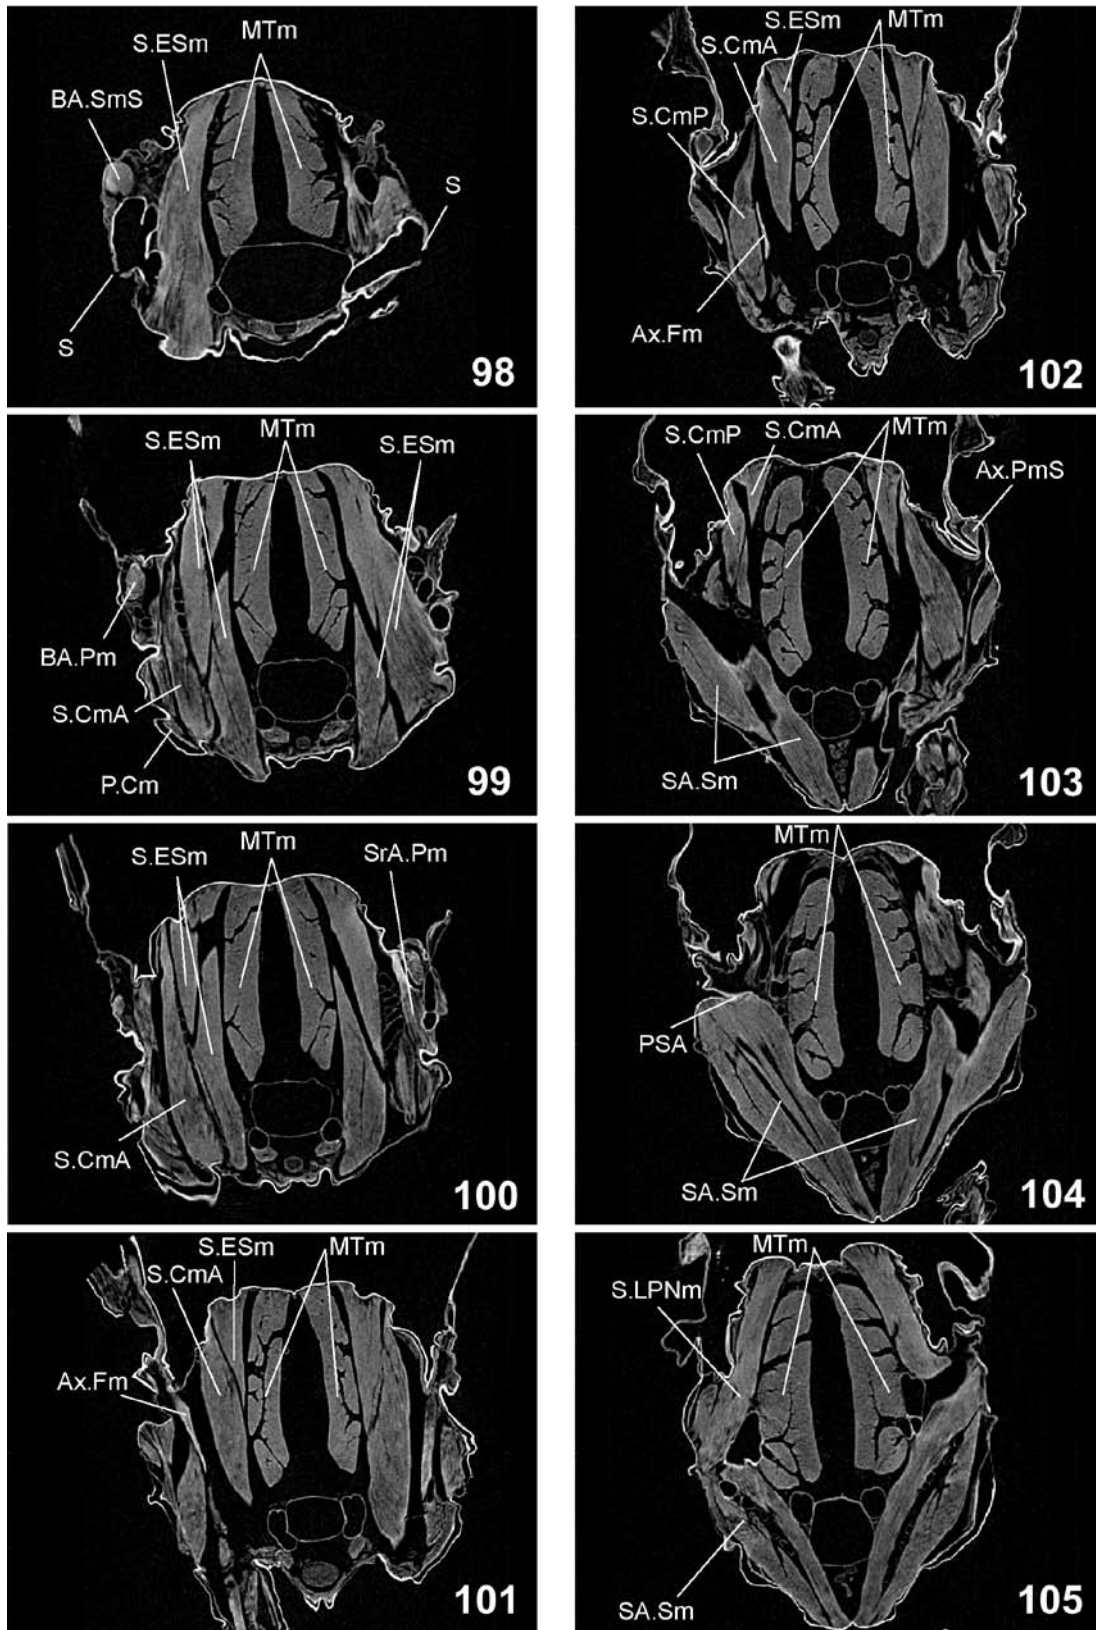 S.ESm
MTm
BA.SmS
S
S
98
S.ESm
MTm
S.ESm
BA.Pm
S.CmA
P.Cm
99
S.ESm
MTm
SrA.Pm
S.CmA
100
S.ESm
MTm
S.CmA
Ax.Fm
101
S.ESm
MTm
S.CmA
S.CmP
Ax.Fm
102
S.CmP
S.CmA
MTm
Ax.PmS
SA.Sm
103
MTm
PSA
SA.Sm
104
MTm
S.LPNm
SA.Sm
105